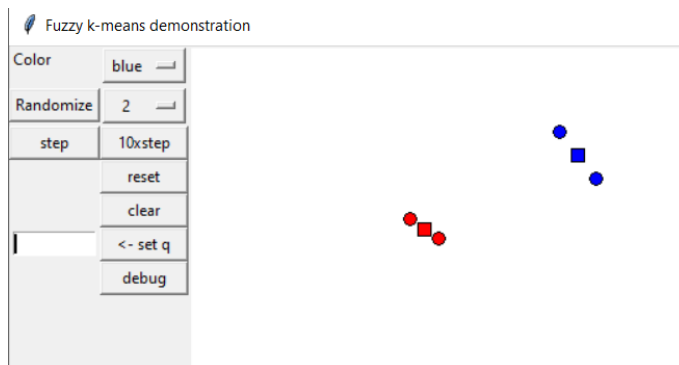 Fuzzy k-means demonstration
Color blue
Randomize 2
step 10xstep
reset
clear
<- set q
debug